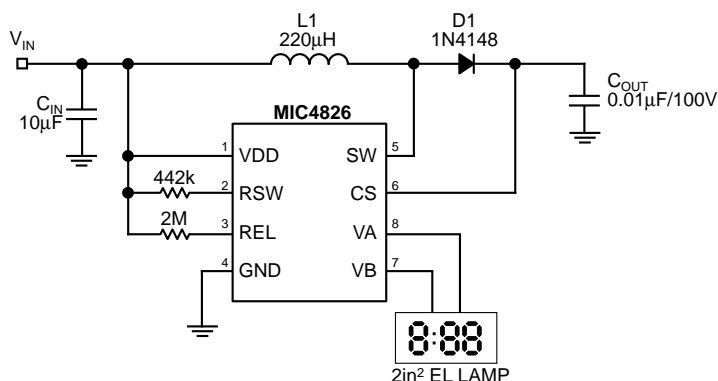 L1
220µH
D1
1N4148
VIN
CIN
10µF
COUT
0.01µF/100V
MIC4826
1 VDD SW 5
442k
2 RSW CS 6
2M
3 REL VA 8
4 GND VB 7
8:88
2in² EL LAMP